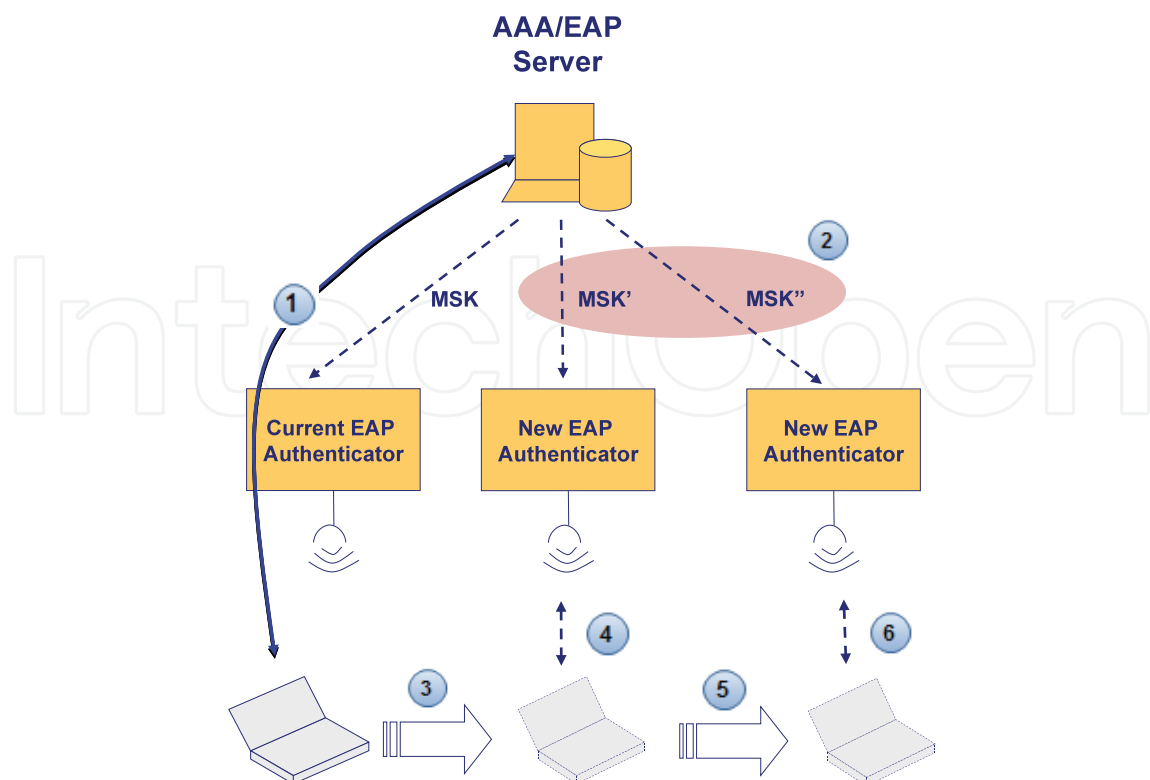 AAA/EAP
Server
2
1
MSK
MSK’
MSK”
IntechOpen
Current EAP
Authenticator
New EAP
Authenticator
New EAP
Authenticator
4
6
3
5